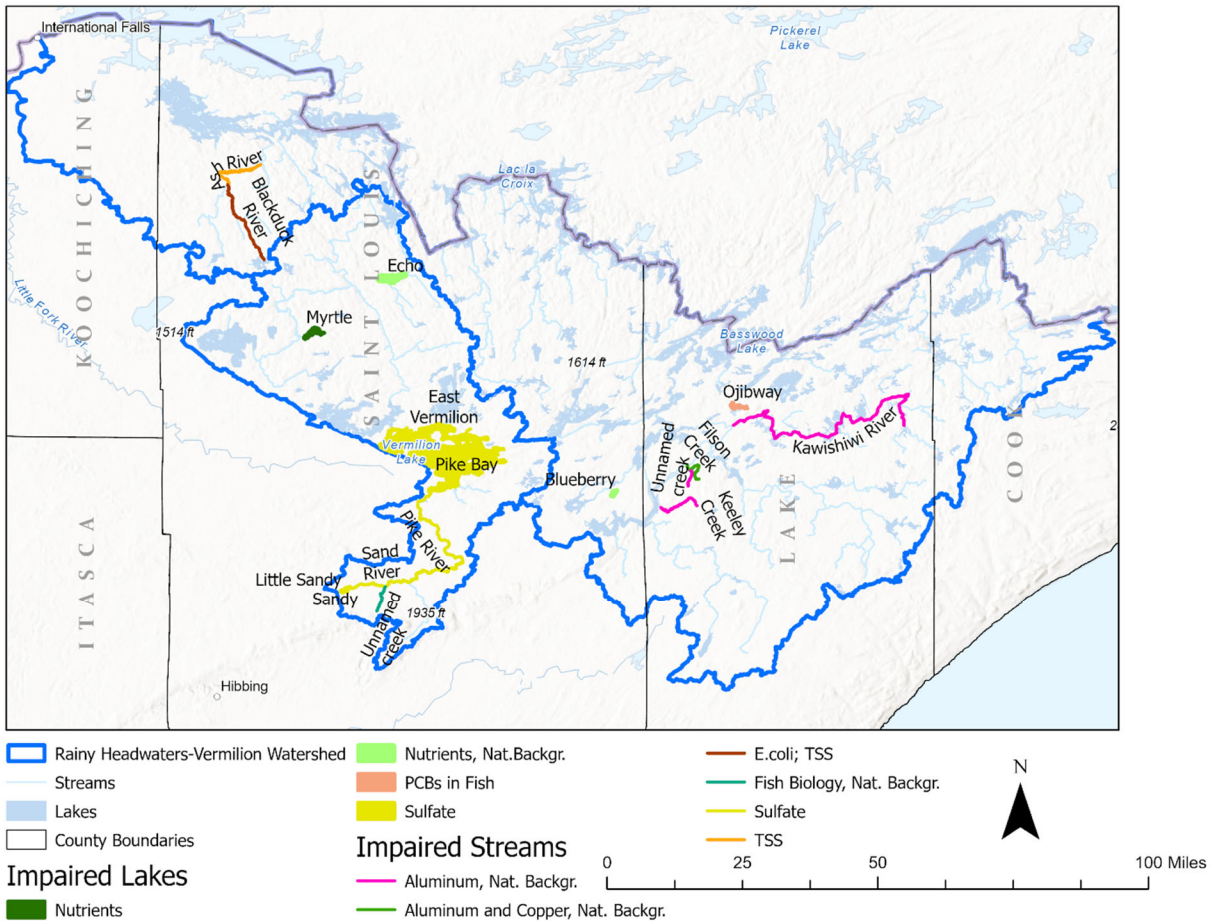 International Falls
Pickerel
Lake
KOOCHICHING
Ash River
Blackduck
River
Lac la
Croix
SAINT LOUIS
Echo
Little Fork River
1514 ft
Myrtle
Basswood
Lake
1614 ft
East
Vermilion
Ojibway
Vermilion
Lake
Pike Bay
Kawishiwi River
Filson
Creek
Unnamed
creek
Blueberry
Keeley
Creek
LAKE
COOK
2
ITASCA
Pike River
Sand
River
Little Sandy
Sandy
1935 ft
Unnamed
creek
Hibbing
Rainy Headwaters-Vermilion Watershed
Streams
Lakes
County Boundaries
Impaired Lakes
Nutrients
Nutrients, Nat.Backgr.
PCBs in Fish
Sulfate
Impaired Streams
Aluminum, Nat. Backgr.
Aluminum and Copper, Nat. Backgr.
E.coli; TSS
Fish Biology, Nat. Backgr.
Sulfate
TSS
N
0 25 50 100 Miles